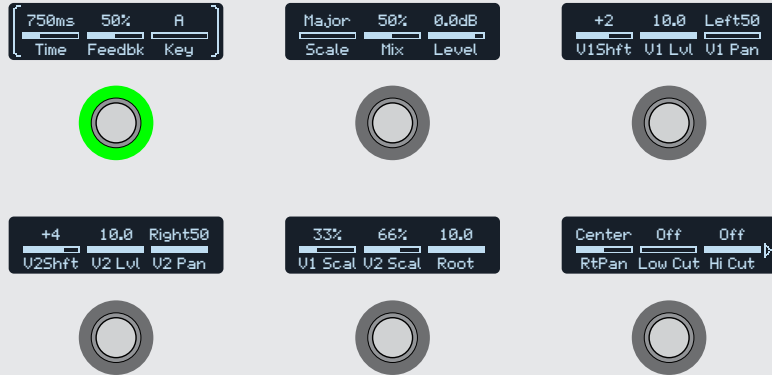 750ms 50% A
Time Feedbk Key
Major 50% 0.0dB
Scale Mix Level
+2 10.0 Left50
V1Shft V1 Lvl V1 Pan
+4 10.0 Right50
V2Shft V2 Lvl V2 Pan
33% 66% 10.0
V1 Scal V2 Scal Root
Center Off Off
RtPan Low Cut Hi Cut